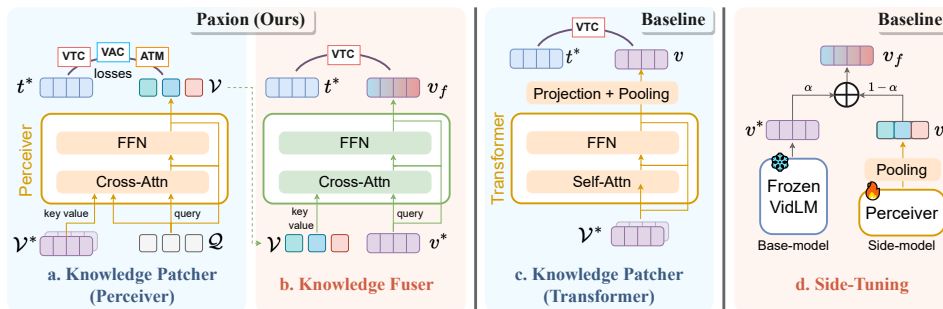 Paxion (Ours)
VTC
VAC
ATM
losses
t*
𝒱
Perceiver
FFN
Cross-Attn
key value
query
𝒱*
𝒬
a. Knowledge Patcher
(Perceiver)
VTC
t*
v_f
FFN
Cross-Attn
key
value
query
𝒱
v*
b. Knowledge Fuser
Baseline
VTC
t*
v
Projection + Pooling
Transformer
FFN
Self-Attn
𝒱*
c. Knowledge Patcher
(Transformer)
Baseline
v_f
α
1−α
v*
v
Pooling
Frozen
VidLM
Perceiver
Base-model
Side-model
d. Side-Tuning